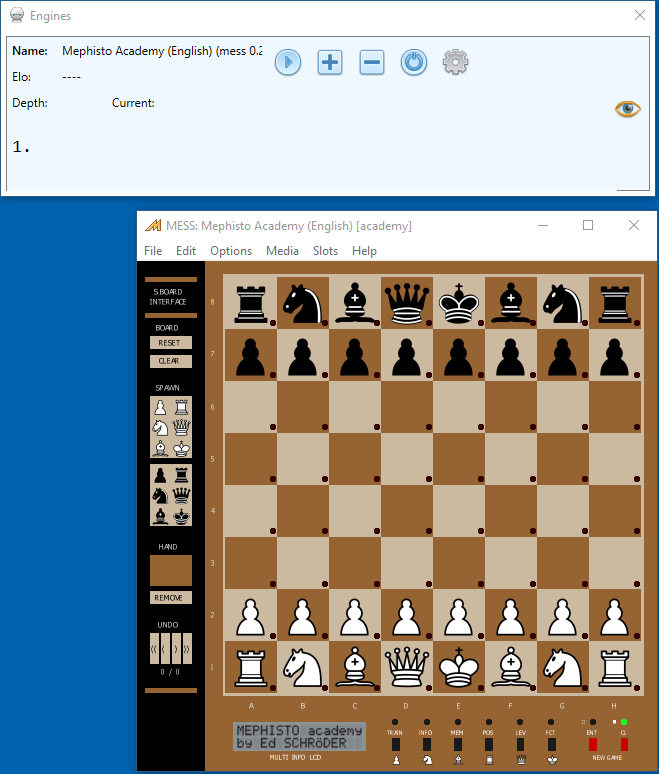 Engines
Name: Mephisto Academy (English) (mess 0.2
Elo: ----
Depth: Current:
1.
MESS: Mephisto Academy (English) [academy]
File Edit Options Media Slots Help
S BOARD
INTERFACE
BOARD
RESET
CLEAR
SPAWN
HAND
REMOVE
UNDO
0 / 0
8
7
6
5
4
3
2
1
A B C D E F G H
MEPHISTO academy
by Ed SCHRöDER
MULTI INFO LCD
TRAIN INFO MEM POS LEV FCT ENT CL
NEW GAME